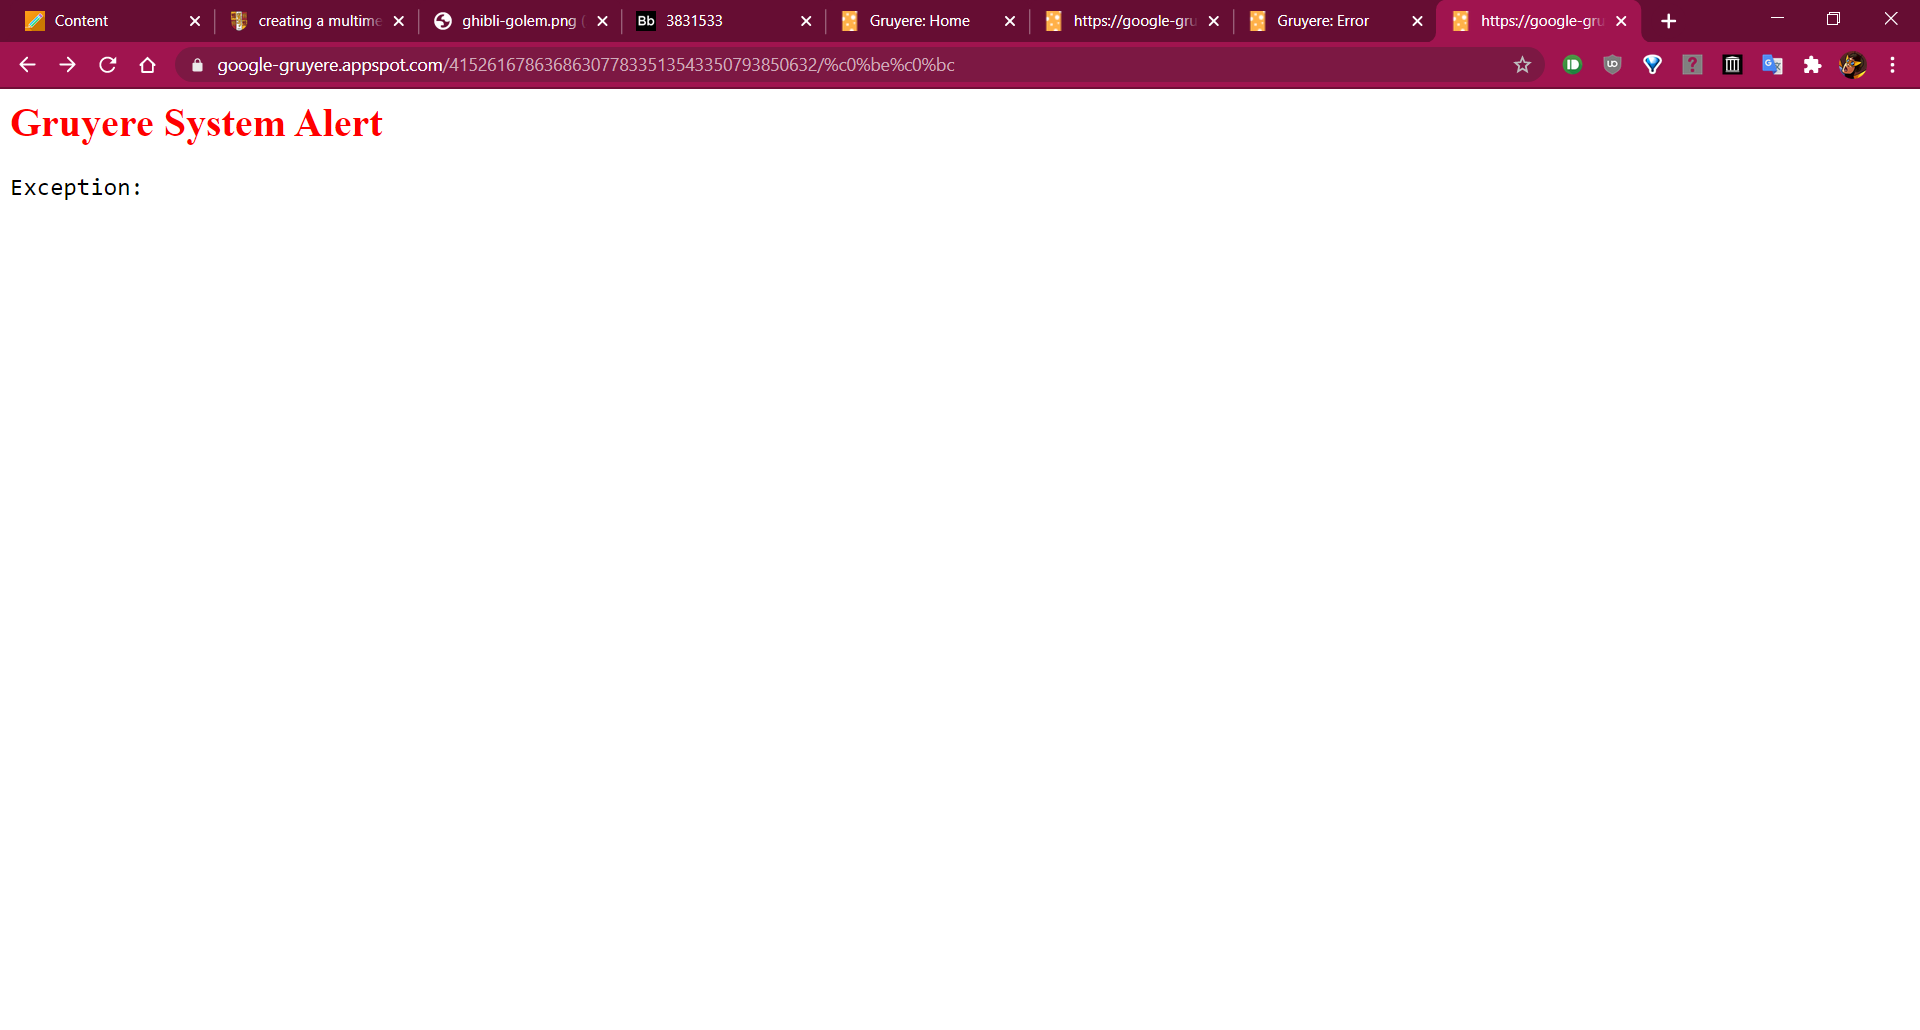 Content
creating a multime
ghibli-golem.png (
Bb 3831533
Gruyere: Home
https://google-gru
Gruyere: Error
https://google-gru
google-gruyere.appspot.com/415261678636863077833513543350793850632/%c0%be%c0%bc
Gruyere System Alert
Exception: